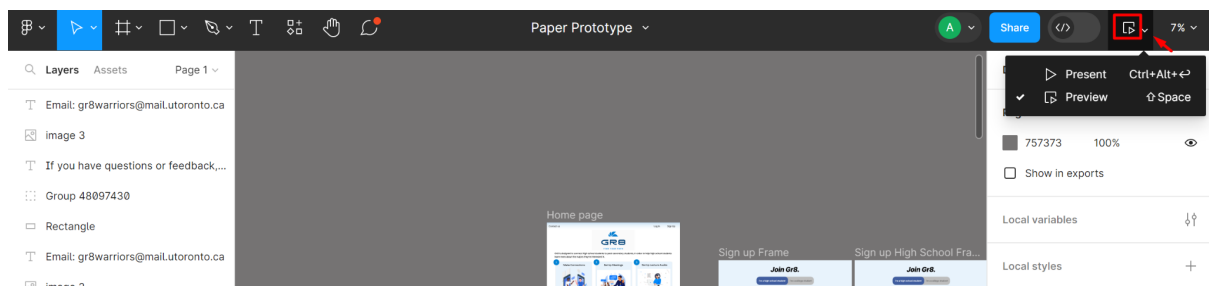 Paper Prototype
A
Share
</>
7%
Layers Assets Page 1
Present Ctrl+Alt+↩
Preview ⇧ Space
Email: gr8warriors@mail.utoronto.ca
image 3
If you have questions or feedback,...
Group 48097430
Rectangle
Email: gr8warriors@mail.utoronto.ca
757373 100%
Show in exports
Local variables
Local styles
Home page
GR8
Sign up Frame
Join Gr8.
Sign up High School Fra...
Join Gr8.